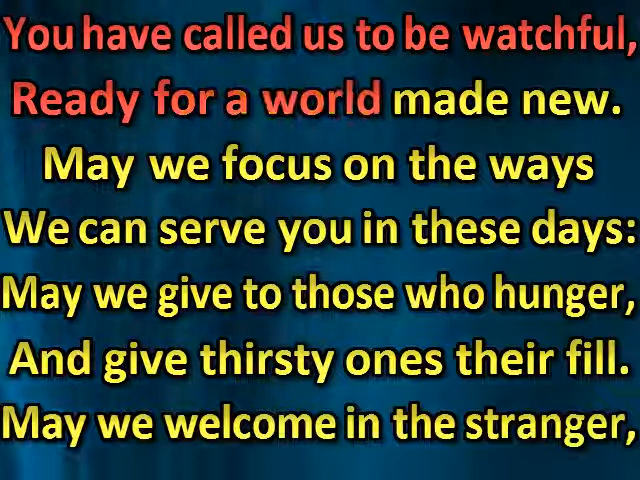 You have called us to be watchful,
Ready for a world made new.
May we focus on the ways
We can serve you in these days:
May we give to those who hunger,
And give thirsty ones their fill.
May we welcome in the stranger,